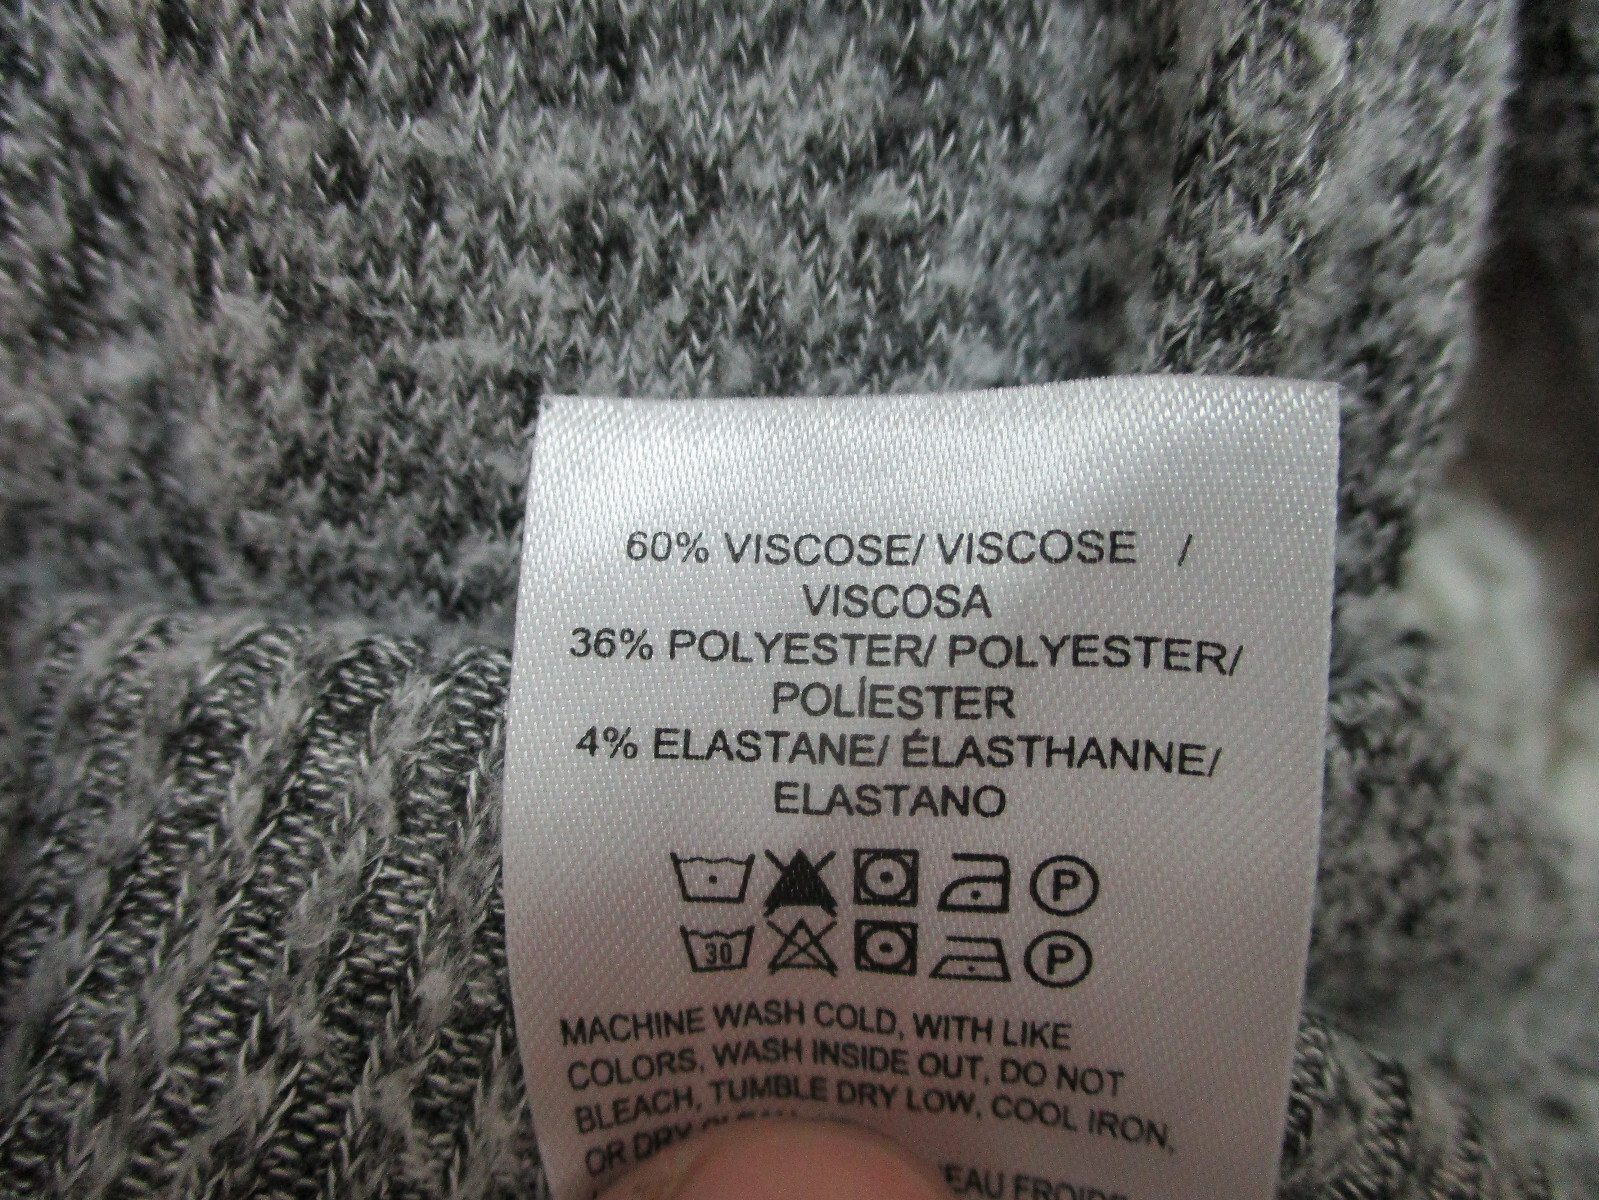 60% VISCOSE/ VISCOSE /
VISCOSA
36% POLYESTER/ POLYESTER/
POLÍESTER
4% ELASTANE/ ÉLASTHANNE/
ELASTANO
P
30 P
MACHINE WASH COLD, WITH LIKE
COLORS, WASH INSIDE OUT, DO NOT
BLEACH, TUMBLE DRY LOW, COOL IRON,
OR DRY
EAU FROIDE